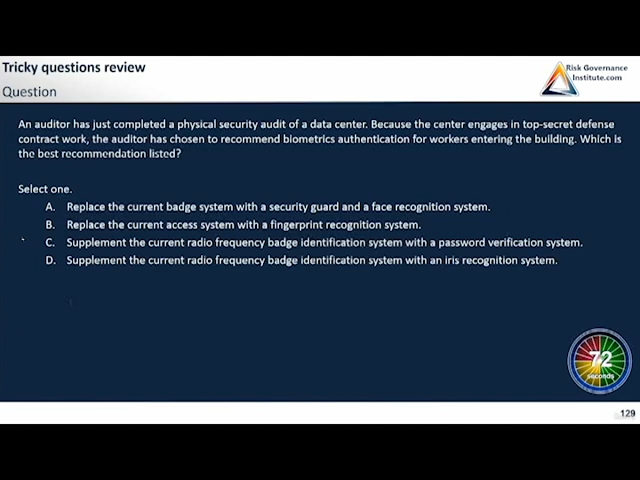 Tricky questions review
Question
Risk Governance
Institute.com
An auditor has just completed a physical security audit of a data center. Because the center engages in top-secret defense
contract work, the auditor has chosen to recommend biometrics authentication for workers entering the building. Which is
the best recommendation listed?
Select one.
A. Replace the current badge system with a security guard and a face recognition system.
B. Replace the current access system with a fingerprint recognition system.
C. Supplement the current radio frequency badge identification system with a password verification system.
D. Supplement the current radio frequency badge identification system with an iris recognition system.
72
seconds
129